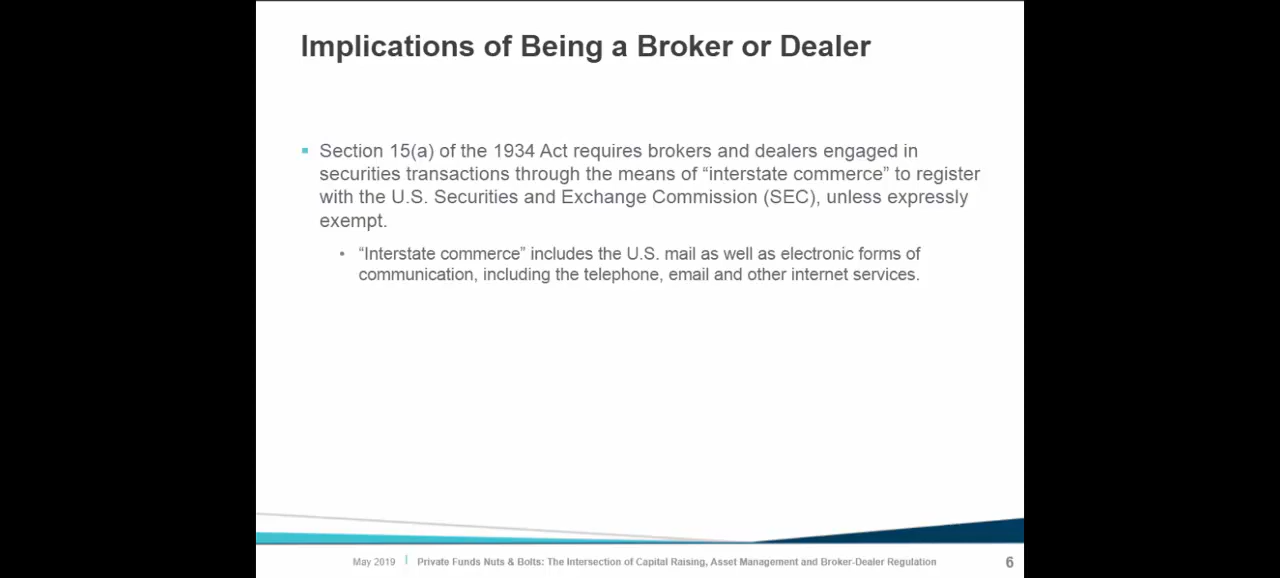 Implications of Being a Broker or Dealer
▪ Section 15(a) of the 1934 Act requires brokers and dealers engaged in
securities transactions through the means of “interstate commerce” to register
with the U.S. Securities and Exchange Commission (SEC), unless expressly
exempt.
• “Interstate commerce” includes the U.S. mail as well as electronic forms of
communication, including the telephone, email and other internet services.
May 2019 | Private Funds Nuts & Bolts: The Intersection of Capital Raising, Asset Management and Broker-Dealer Regulation 6